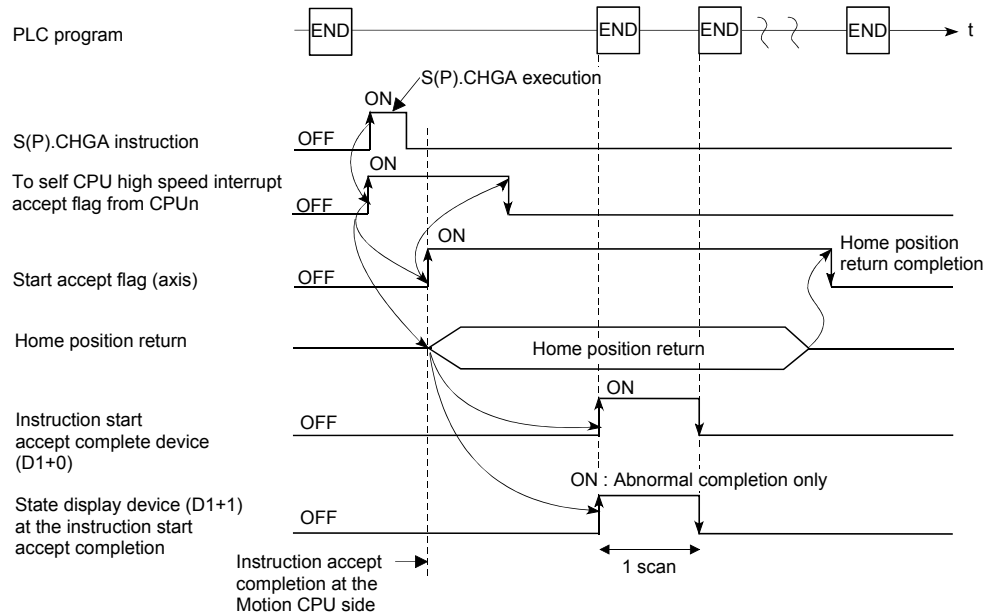 PLC program
END
END
END
END
t
S(P).CHGA execution
ON
S(P).CHGA instruction
OFF
ON
To self CPU high speed interrupt
accept flag from CPUn
OFF
ON
Home position
return completion
Start accept flag (axis)
OFF
Home position return
Home position return
ON
Instruction start
accept complete device
(D1+0)
OFF
ON : Abnormal completion only
State display device (D1+1)
at the instruction start
accept completion
OFF
Instruction accept
completion at the
Motion CPU side
1 scan